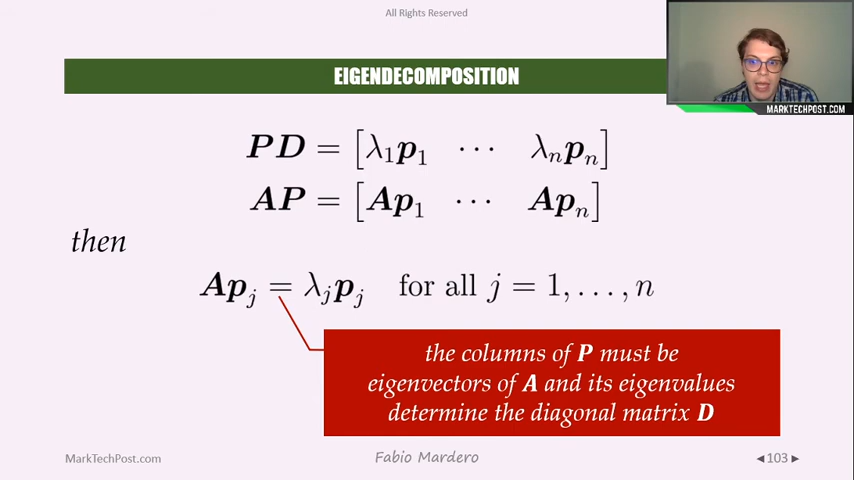 All Rights Reserved
EIGENDECOMPOSITION
MARKTECHPOST.COM
PD = [λ₁p₁ ⋯ λₙpₙ]
AP = [Ap₁ ⋯ Apₙ]
then
Apⱼ = λⱼpⱼ for all j = 1, . . . , n
the columns of P must be
eigenvectors of A and its eigenvalues
determine the diagonal matrix D
MarkTechPost.com
Fabio Mardero
◀103▶